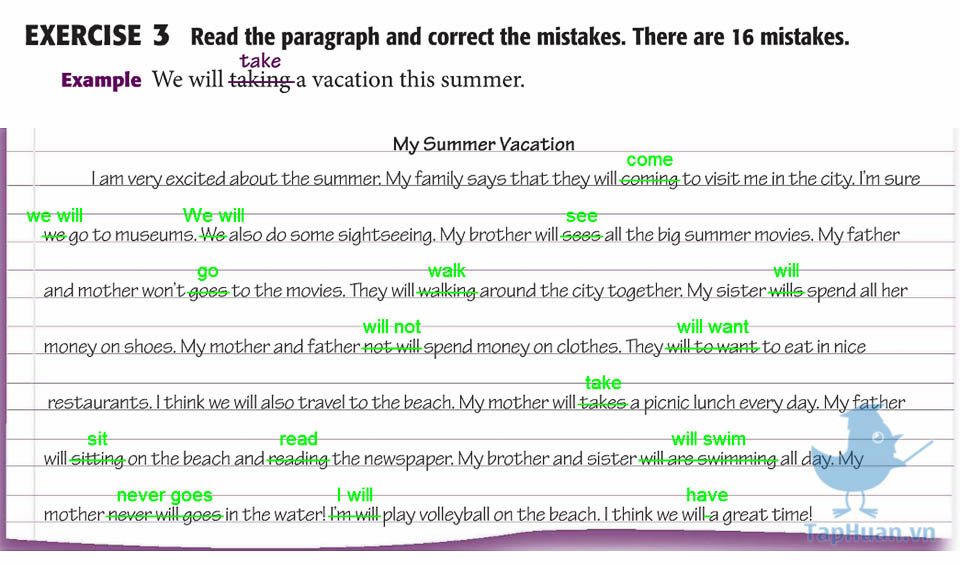 EXERCISE 3 Read the paragraph and correct the mistakes. There are 16 mistakes.
take
Example We will taking a vacation this summer.
My Summer Vacation
come
I am very excited about the summer. My family says that they will coming to visit me in the city. I'm sure
we will We will see
we go to museums. We also do some sightseeing. My brother will sees all the big summer movies. My father
go walk will
and mother won't goes to the movies. They will walking around the city together. My sister wills spend all her
will not will want
money on shoes. My mother and father not will spend money on clothes. They will to want to eat in nice
take
restaurants. I think we will also travel to the beach. My mother will takes a picnic lunch every day. My father
sit read will swim
will sitting on the beach and reading the newspaper. My brother and sister will are swimming all day. My
never goes I will have
mother never will goes in the water! I'm will play volleyball on the beach. I think we will a great time!
TapHuan.vn